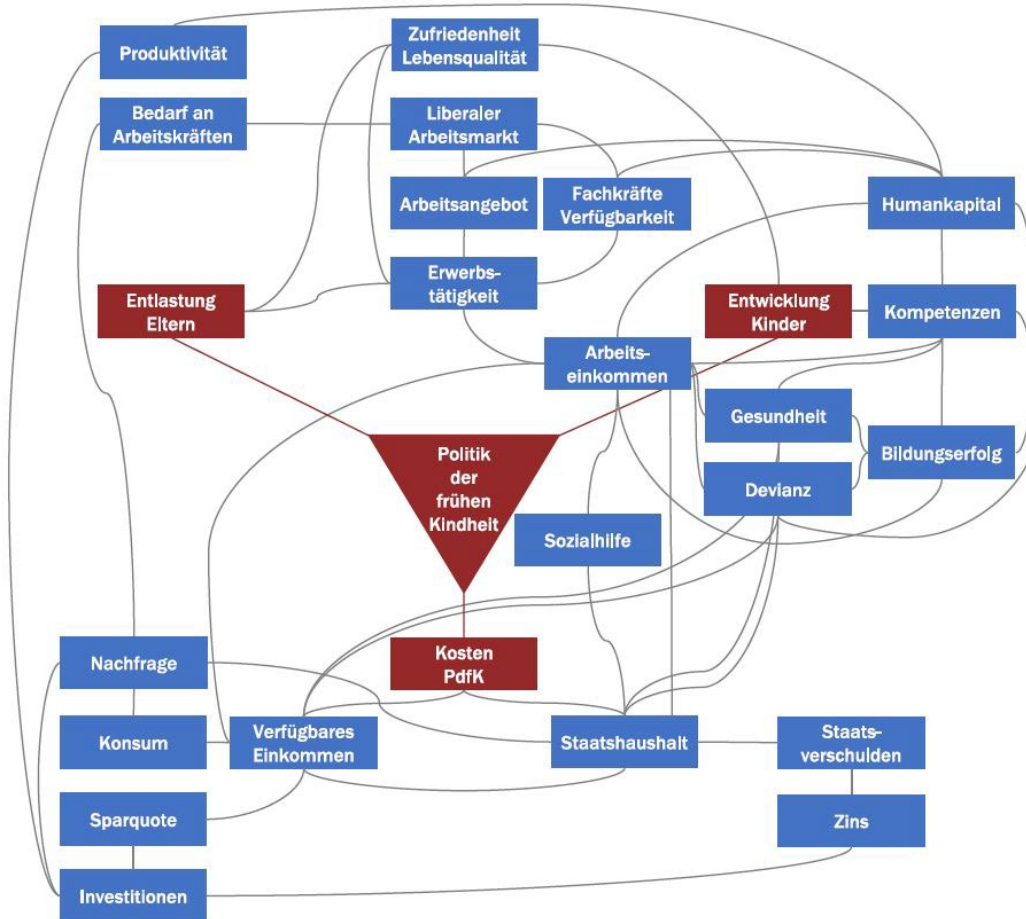 Produktivität
Zufriedenheit
Lebensqualität
Bedarf an
Arbeitskräften
Liberaler
Arbeitsmarkt
Arbeitsangebot
Fachkräfte
Verfügbarkeit
Humankapital
Erwerbs-
tätigkeit
Entlastung
Eltern
Entwicklung
Kinder
Kompetenzen
Arbeits-
einkommen
Gesundheit
Bildungserfolg
Politik
der
frühen
Kindheit
Devianz
Sozialhilfe
Nachfrage
Kosten
PdfK
Konsum
Verfügbares
Einkommen
Staatshaushalt
Staats-
verschulden
Sparquote
Zins
Investitionen